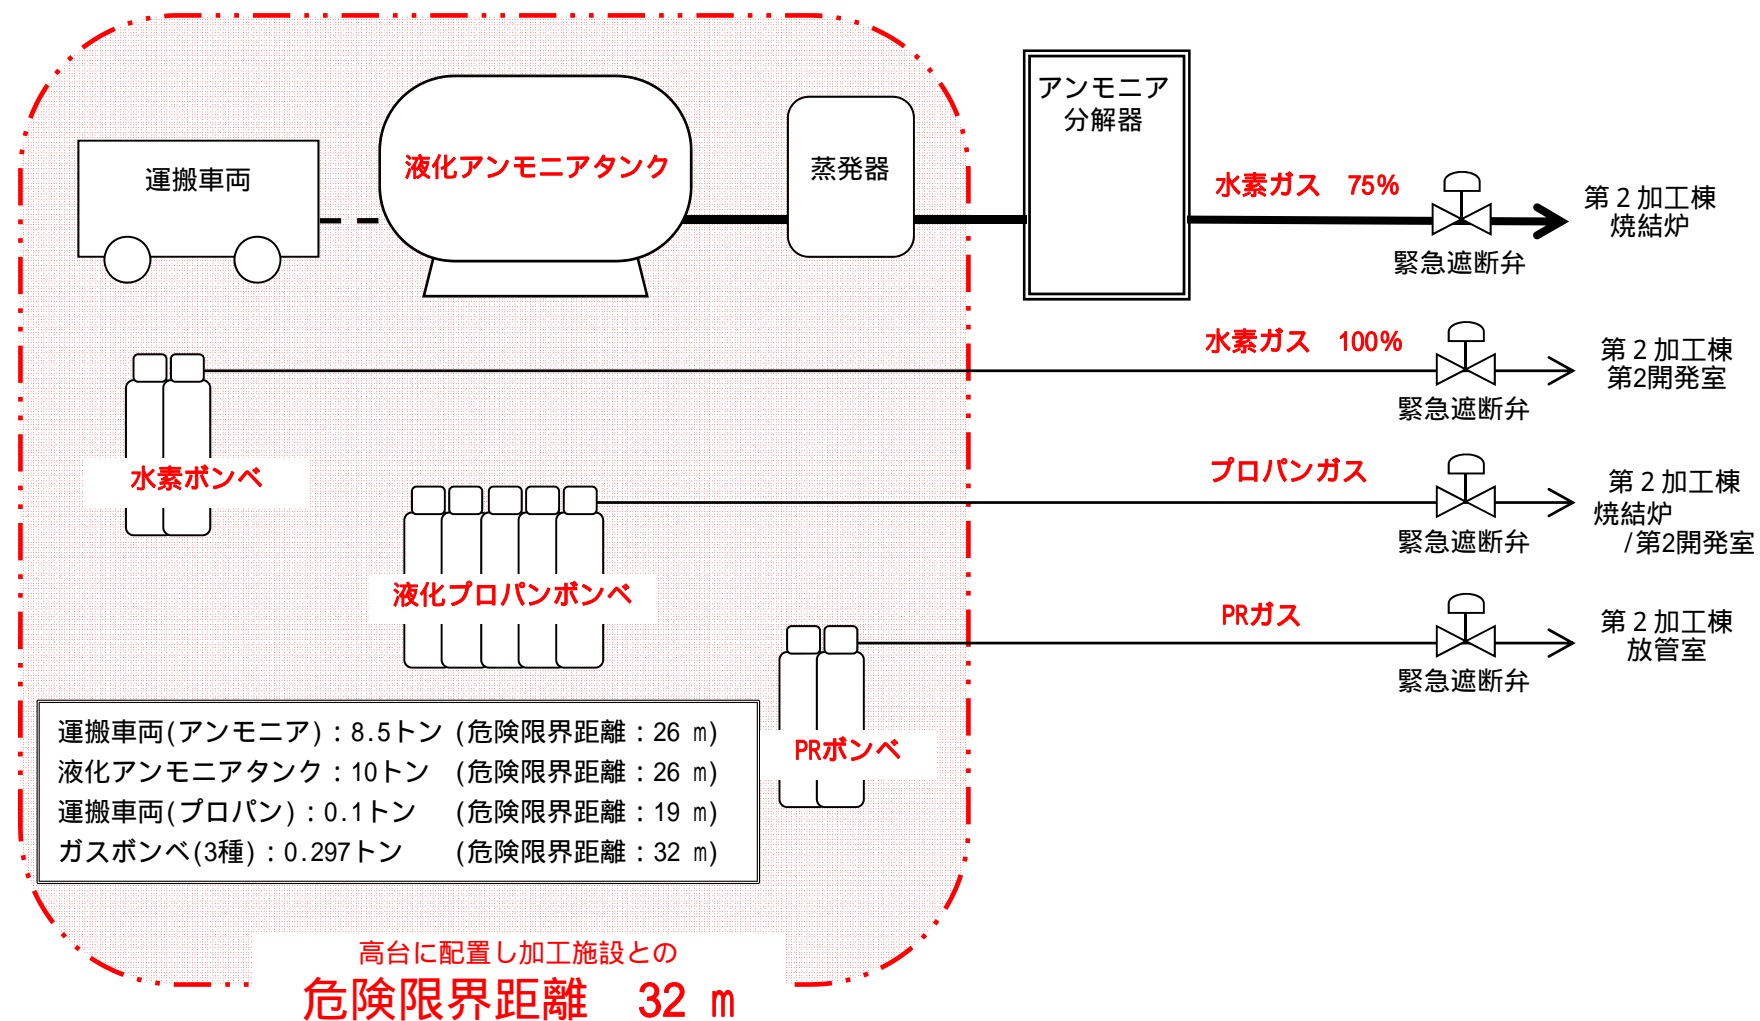 アンモニア
分解器
運搬車両
液化アンモニアタンク
蒸発器
水素ガス　75%
緊急遮断弁
第２加工棟
焼結炉
水素ガス　100%
緊急遮断弁
第２加工棟
第2開発室
水素ボンベ
プロパンガス
緊急遮断弁
第２加工棟
焼結炉
/第2開発室
液化プロパンボンベ
PRガス
緊急遮断弁
第２加工棟
放管室
PRボンベ
運搬車両(アンモニア)：8.5トン (危険限界距離：26 m)
液化アンモニアタンク：10トン (危険限界距離：26 m)
運搬車両(プロパン)：0.1トン (危険限界距離：19 m)
ガスボンベ(3種)：0.297トン (危険限界距離：32 m)
高台に配置し加工施設との
危険限界距離　32 m